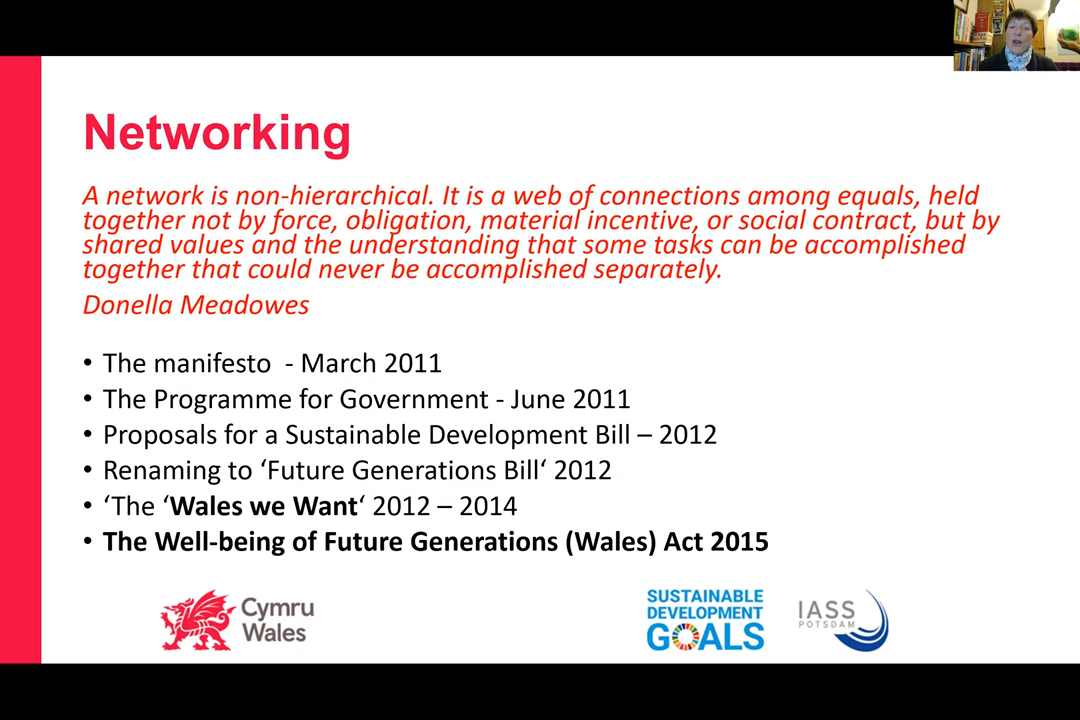 Networking
A network is non-hierarchical. It is a web of connections among equals, held
together not by force, obligation, material incentive, or social contract, but by
shared values and the understanding that some tasks can be accomplished
together that could never be accomplished separately.
Donella Meadowes
• The manifesto  - March 2011
• The Programme for Government - June 2011
• Proposals for a Sustainable Development Bill – 2012
• Renaming to ‘Future Generations Bill‘ 2012
• ‘The ‘Wales we Want‘ 2012 – 2014
• The Well-being of Future Generations (Wales) Act 2015
Cymru
Wales
SUSTAINABLE
DEVELOPMENT
GOALS
IASS
POTSDAM